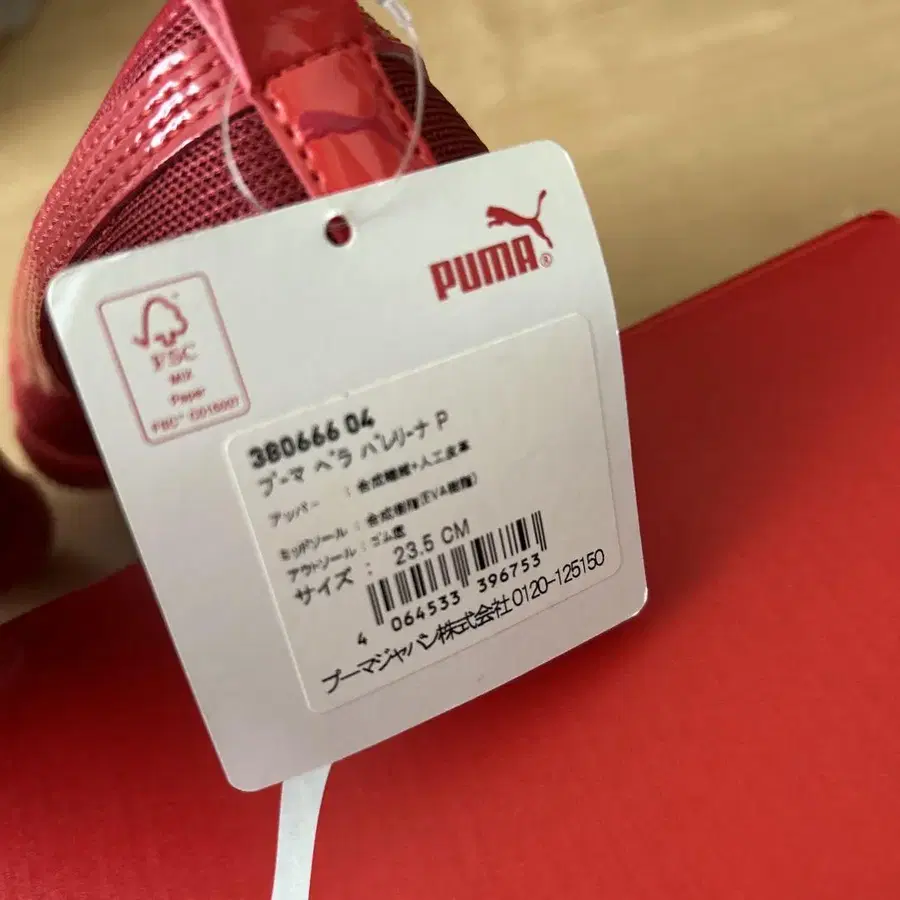 PUMA®
FSC
MIX
Paper
FSC™ C016007
380666 04
プーマ ベラ バレリーナ P
アッパー : 合成繊維+人工皮革
ミッドソール : 合成樹脂(EVA樹脂)
アウトソール : ゴム底
サイズ : 23.5 CM
4 064533 396753
プーマジャパン株式会社 0120-125150